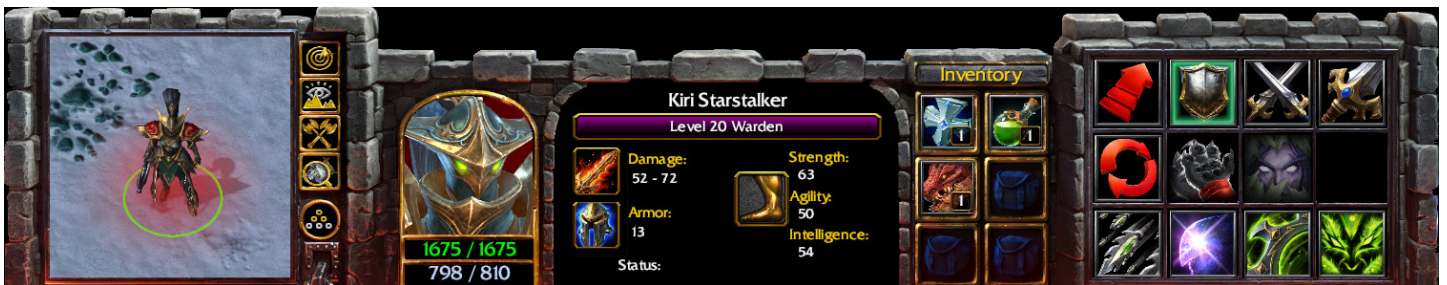 Kiri Starstalker
Level 20 Warden
Damage:
52 - 72
Armor:
13
Strength:
63
Agility:
50
Intelligence:
54
Status:
1675 / 1675
798 / 810
Inventory
1
1
1